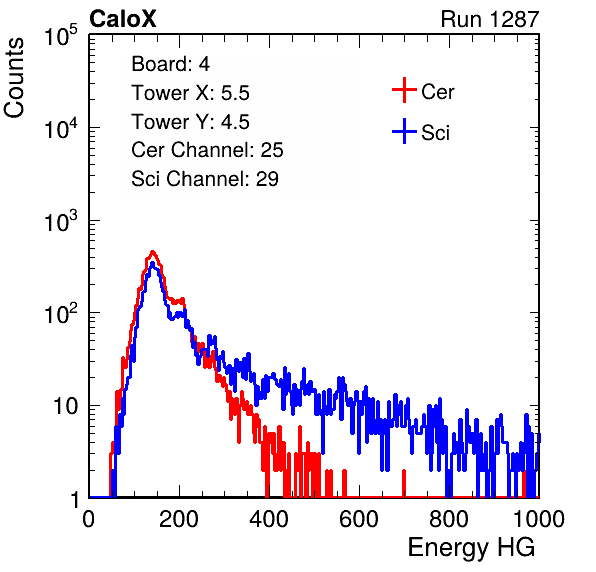 CaloX Run 1287
Counts
10^5
10^4
10^3
10^2
10
1
Board: 4
Tower X: 5.5
Tower Y: 4.5
Cer Channel: 25
Sci Channel: 29
Cer
Sci
0 200 400 600 800 1000
Energy HG